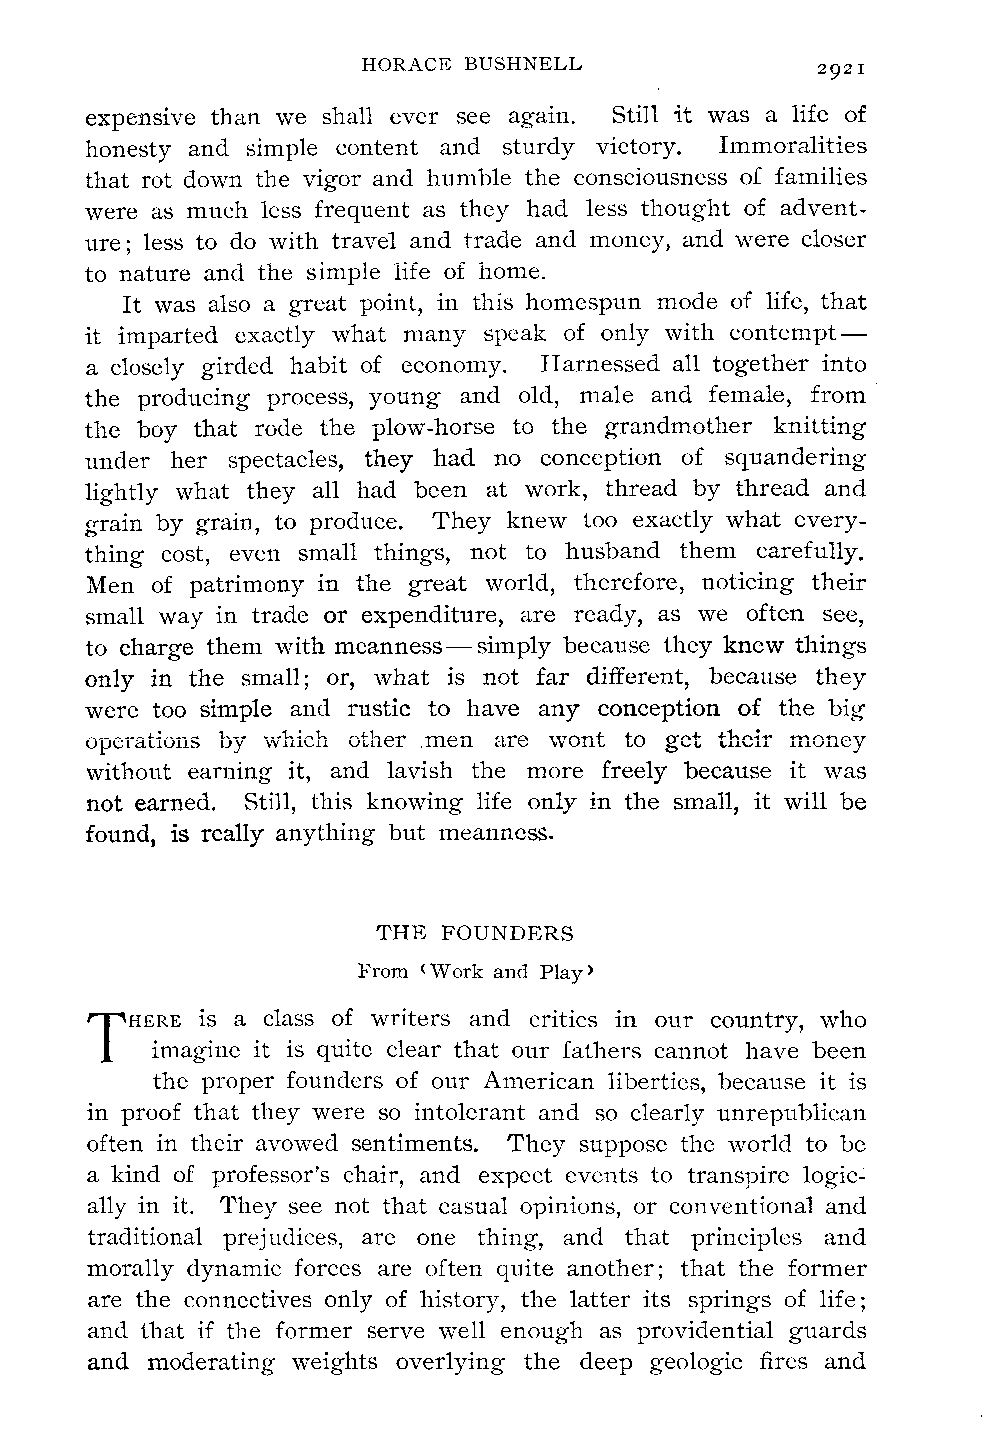 HORACE BUSHNELL 2921
expensive than we shall ever see again. Still it was a life of
honesty and simple content and sturdy victory. Immoralities
that rot down the vigor and humble the consciousness of families
were as much less frequent as they had less thought of advent-
ure; less to do with travel and trade and money, and were closer
to nature and the simple life of home.
It was also a great point, in this homespun mode of life, that
it imparted exactly what many speak of only with contempt—
a closely girded habit of economy. Harnessed all together into
the producing process, young and old, male and female, from
the boy that rode the plow-horse to the grandmother knitting
under her spectacles, they had no conception of squandering
lightly what they all had been at work, thread by thread and
grain by grain, to produce. They knew too exactly what every-
thing cost, even small things, not to husband them carefully.
Men of patrimony in the great world, therefore, noticing their
small way in trade or expenditure, are ready, as we often see,
to charge them with meanness—simply because they knew things
only in the small; or, what is not far different, because they
were too simple and rustic to have any conception of the big
operations by which other men are wont to get their money
without earning it, and lavish the more freely because it was
not earned. Still, this knowing life only in the small, it will be
found, is really anything but meanness.
THE FOUNDERS
From ‹Work and Play›
THERE is a class of writers and critics in our country, who
imagine it is quite clear that our fathers cannot have been
the proper founders of our American liberties, because it is
in proof that they were so intolerant and so clearly unrepublican
often in their avowed sentiments. They suppose the world to be
a kind of professor's chair, and expect events to transpire logic-
ally in it. They see not that casual opinions, or conventional and
traditional prejudices, are one thing, and that principles and
morally dynamic forces are often quite another; that the former
are the connectives only of history, the latter its springs of life;
and that if the former serve well enough as providential guards
and moderating weights overlying the deep geologic fires and